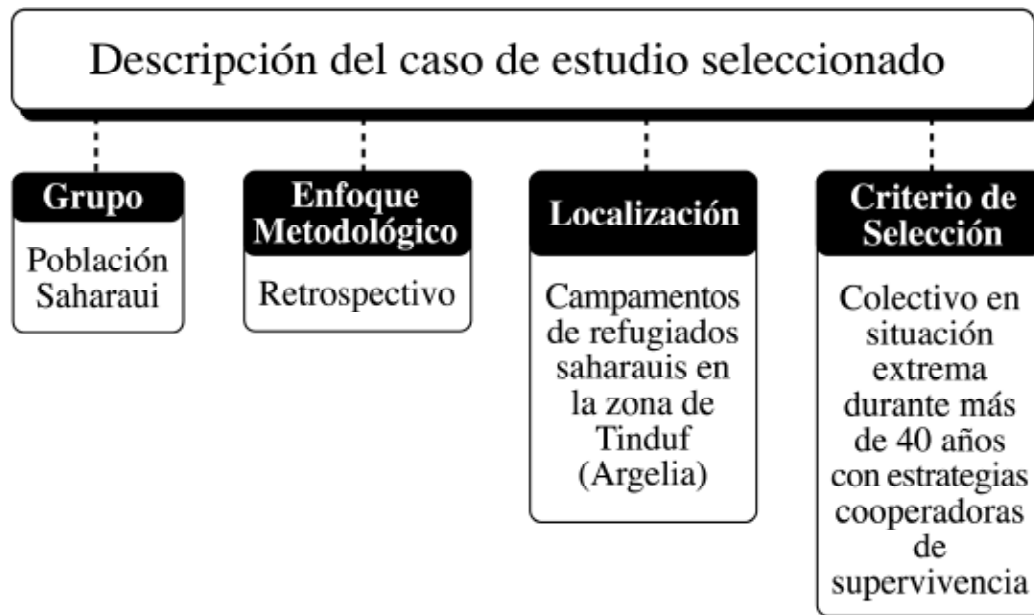 Descripción del caso de estudio seleccionado
Grupo
Población
Saharaui
Enfoque
Metodológico
Retrospectivo
Localización
Campamentos
de refugiados
saharauis en
la zona de
Tinduf
(Argelia)
Criterio de
Selección
Colectivo en
situación
extrema
durante más
de 40 años
con estrategias
cooperadoras
de
supervivencia